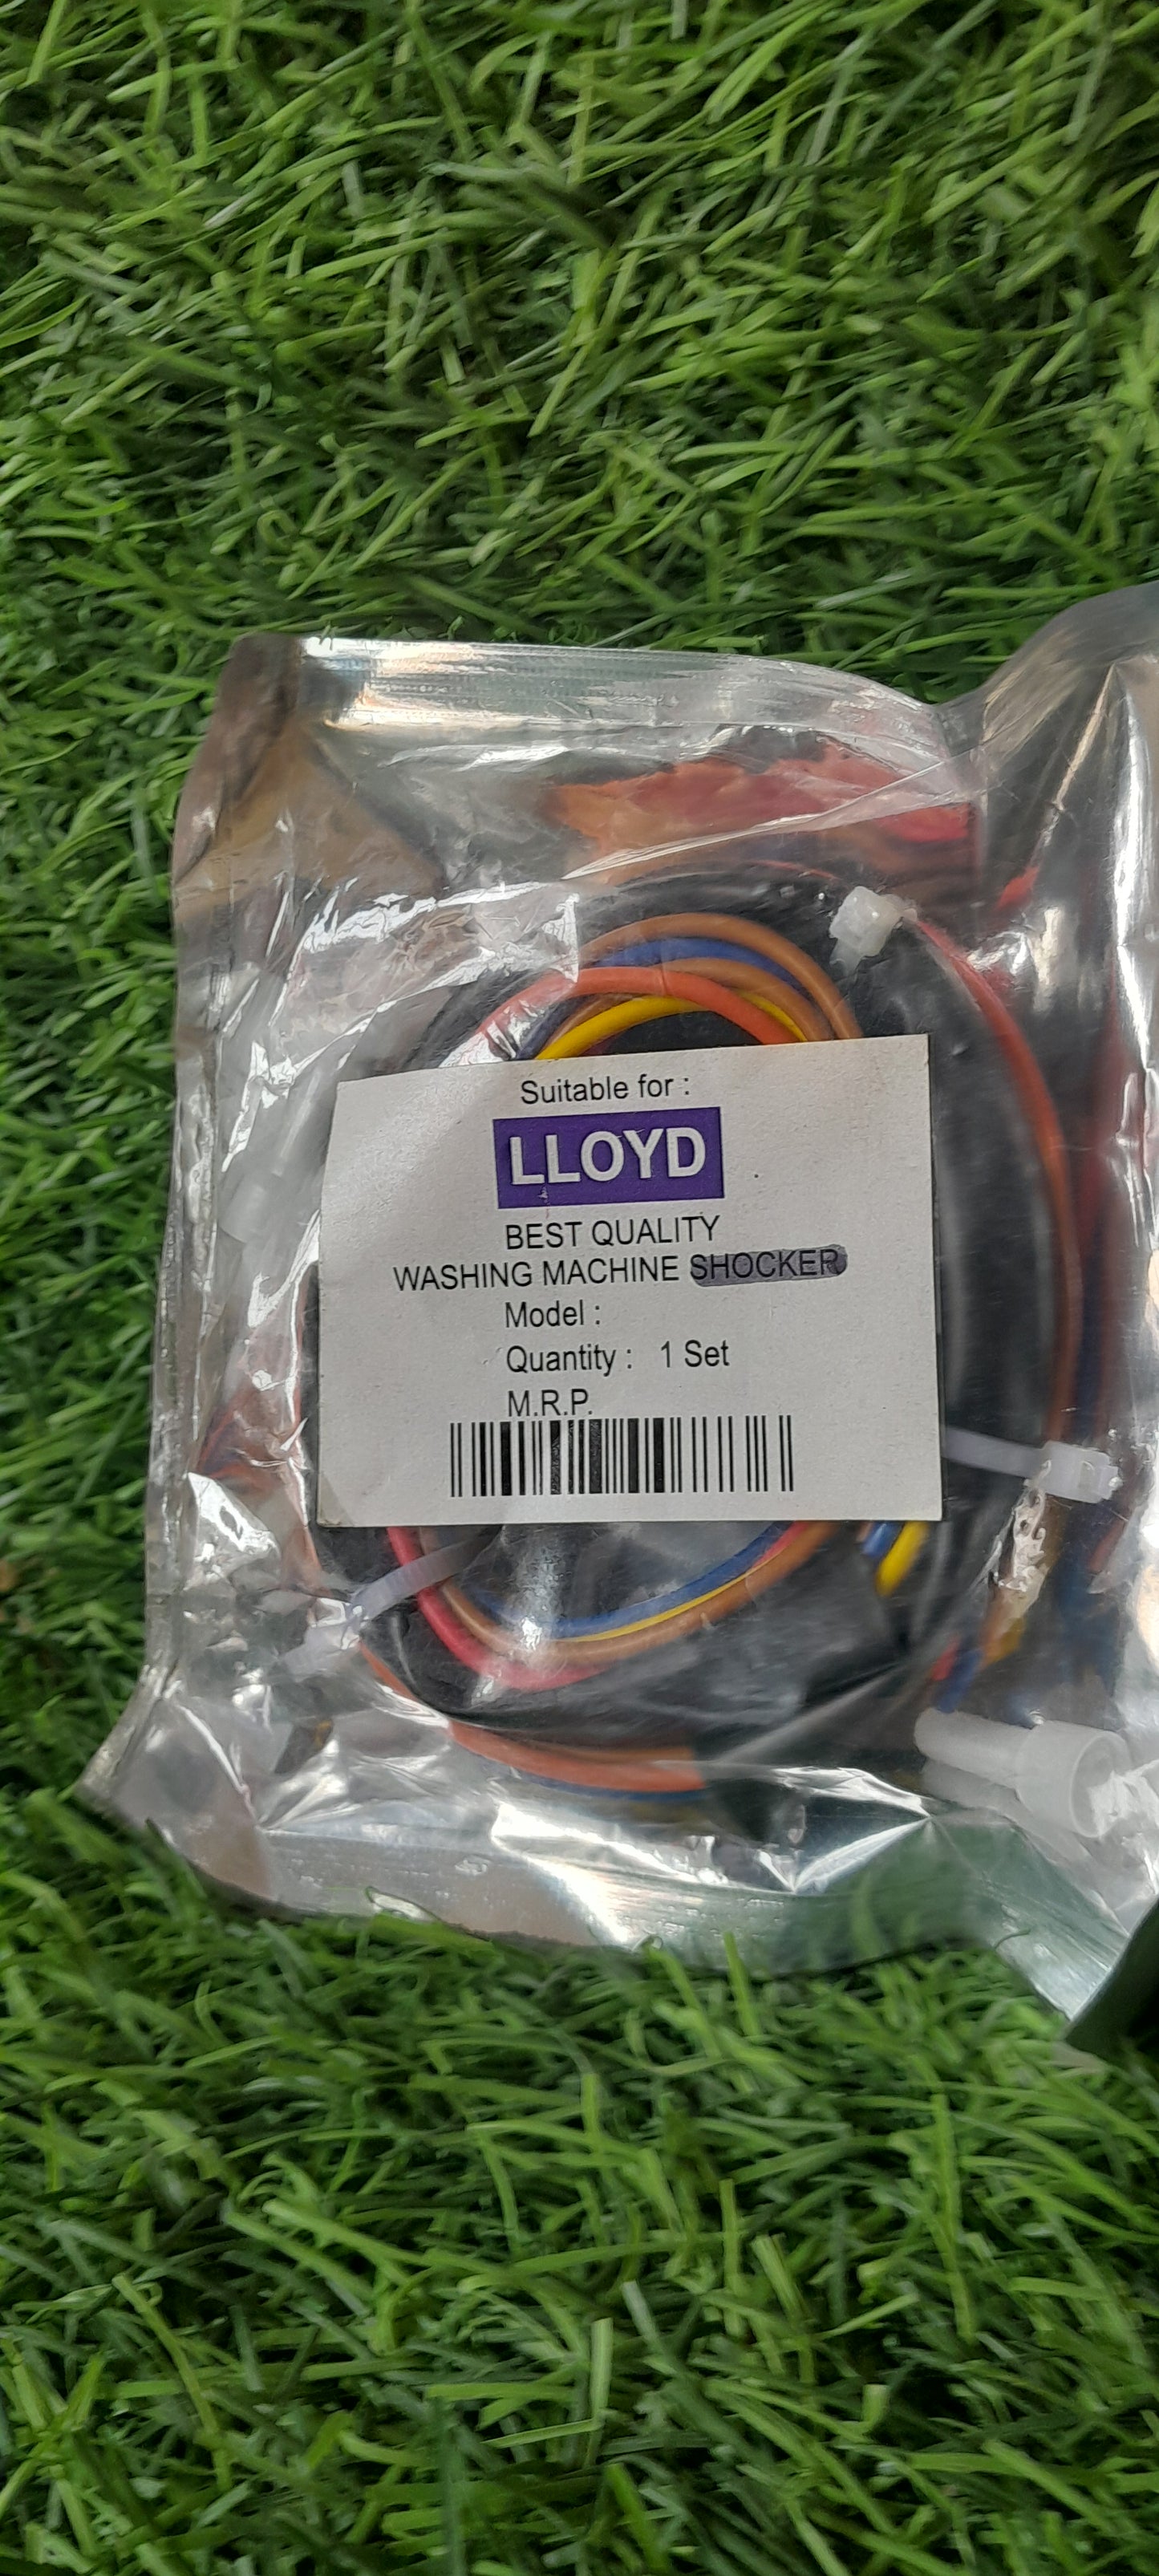 Suitable for :
LLOYD
BEST QUALITY
WASHING MACHINE SHOCKER
Model :
Quantity : 1 Set
M.R.P.